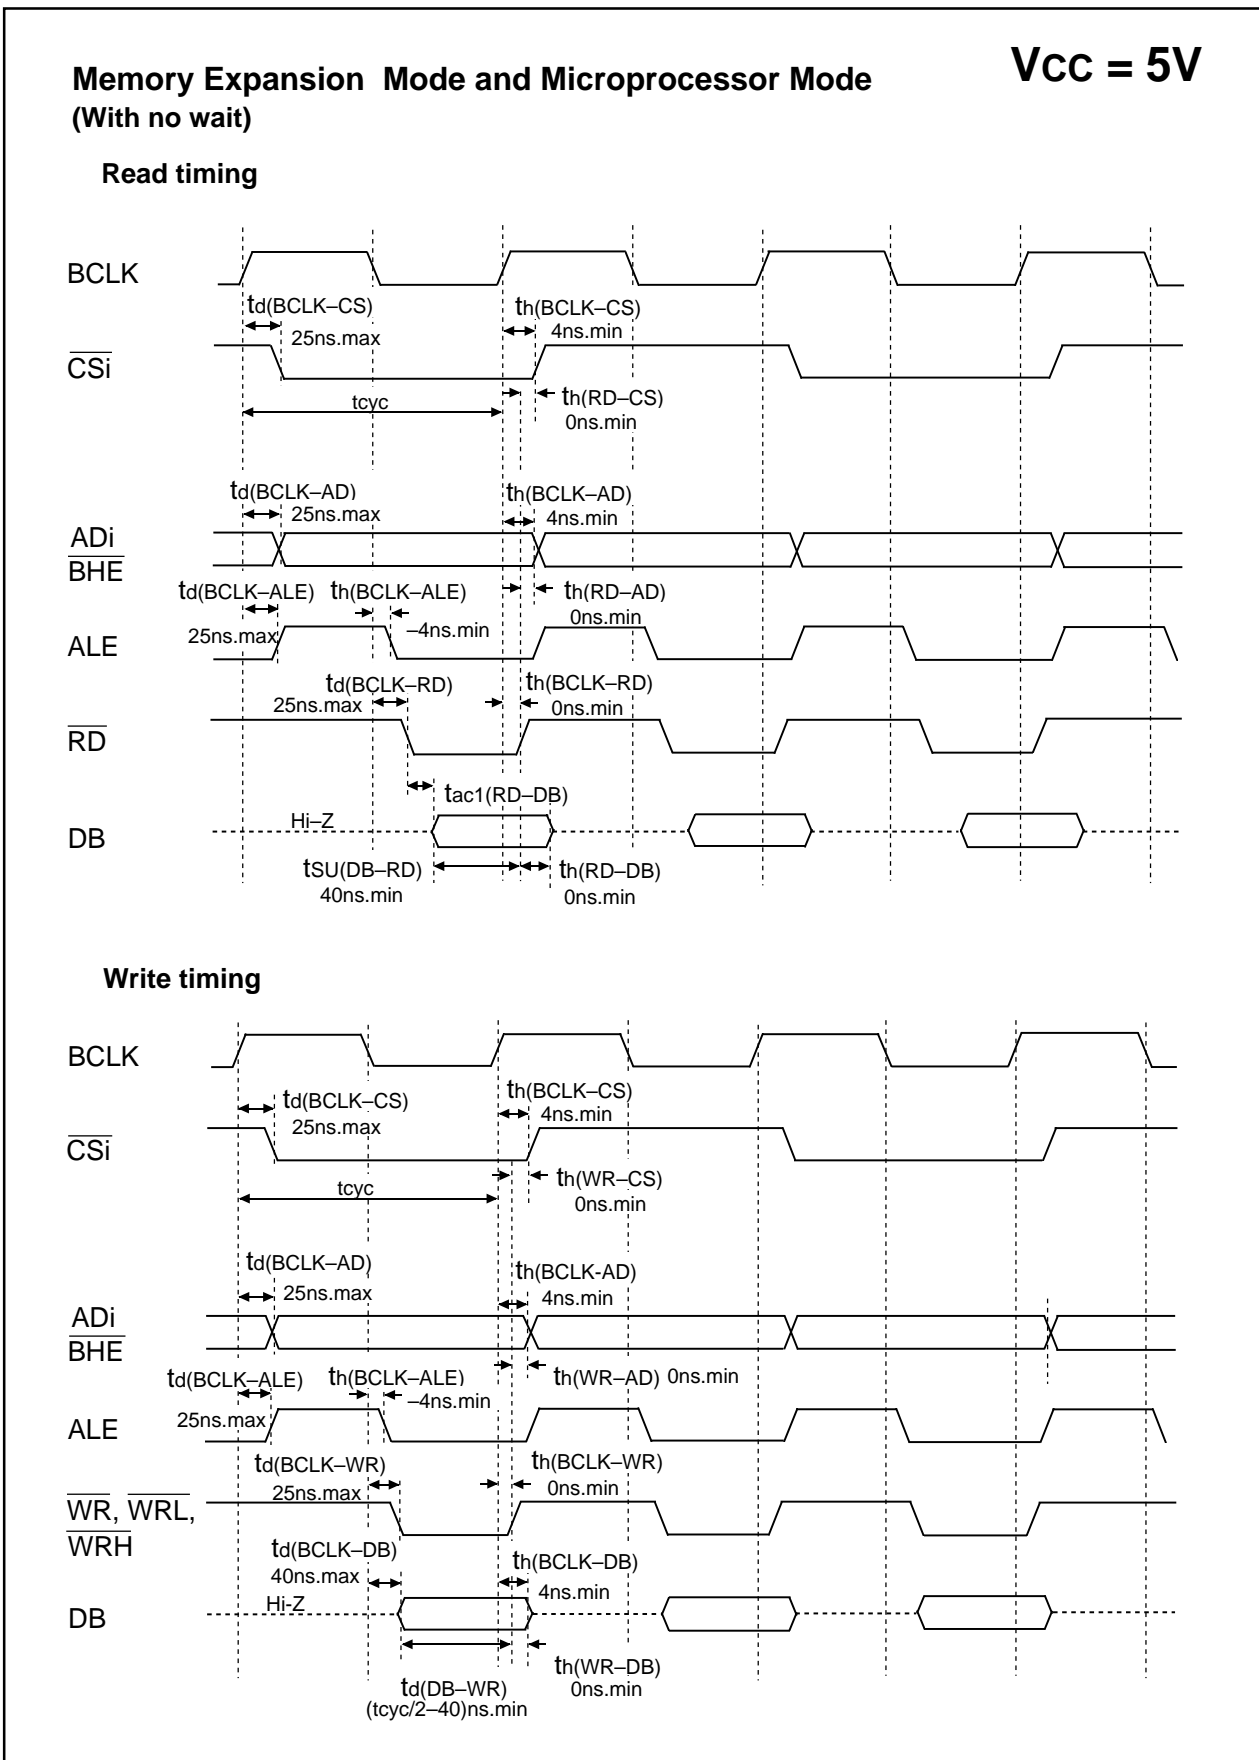 VCC = 5V
Memory Expansion Mode and Microprocessor Mode
(With no wait)
Read timing
BCLK
td(BCLK–CS)
25ns.max
th(BCLK–CS)
4ns.min
CSi
tcyc
th(RD–CS)
0ns.min
td(BCLK–AD)
25ns.max
th(BCLK–AD)
4ns.min
ADi
BHE
td(BCLK–ALE)
25ns.max
th(BCLK–ALE)
–4ns.min
th(RD–AD)
0ns.min
ALE
td(BCLK–RD)
25ns.max
th(BCLK–RD)
0ns.min
RD
tac1(RD–DB)
Hi–Z
DB
tSU(DB–RD)
40ns.min
th(RD–DB)
0ns.min
Write timing
BCLK
td(BCLK–CS)
25ns.max
th(BCLK–CS)
4ns.min
CSi
tcyc
th(WR–CS)
0ns.min
td(BCLK–AD)
25ns.max
th(BCLK-AD)
4ns.min
ADi
BHE
td(BCLK–ALE)
25ns.max
th(BCLK–ALE)
–4ns.min
th(WR–AD) 0ns.min
ALE
td(BCLK–WR)
25ns.max
th(BCLK–WR)
0ns.min
WR, WRL,
WRH
td(BCLK–DB)
40ns.max
th(BCLK–DB)
4ns.min
Hi-Z
DB
td(DB–WR)
(tcyc/2–40)ns.min
th(WR–DB)
0ns.min